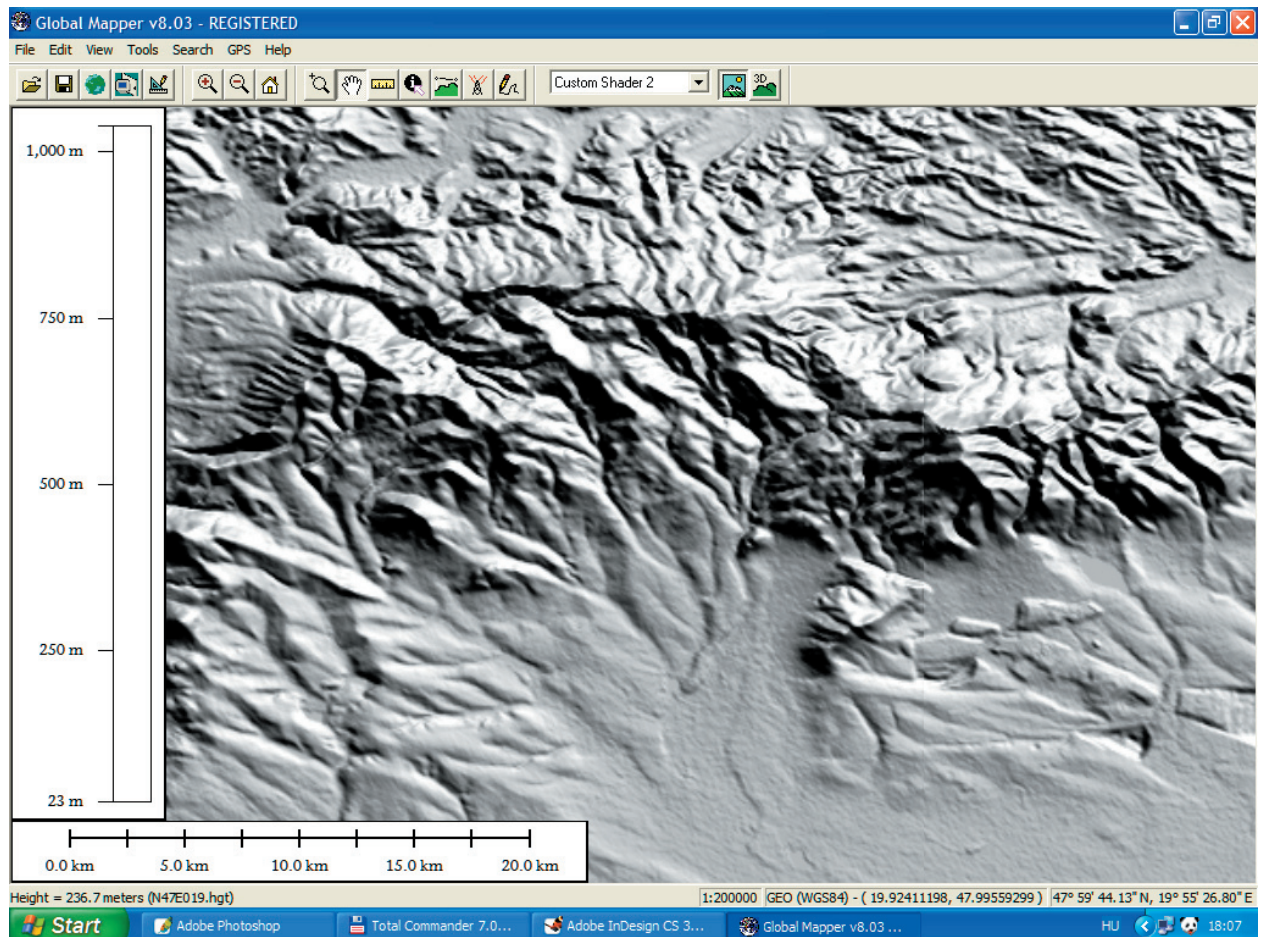 Global Mapper v8.03 - REGISTERED
File Edit View Tools Search GPS Help
Custom Shader 2
3D
1,000 m
750 m
500 m
250 m
23 m
0.0 km 5.0 km 10.0 km 15.0 km 20.0 km
Height = 236.7 meters (N47E019.hgt) 1:200000 GEO (WGS84) - ( 19.92411198, 47.99559299 ) 47° 59' 44.13" N, 19° 55' 26.80" E
Start Adobe Photoshop Total Commander 7.0... Adobe InDesign CS 3... Global Mapper v8.03 ... HU 18:07